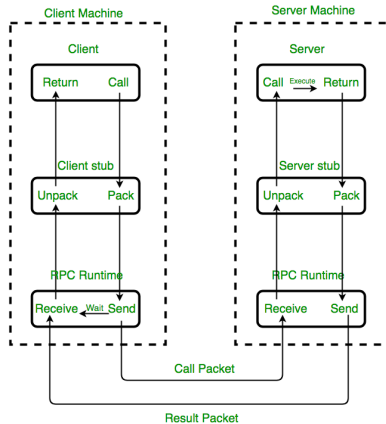 Client Machine
Server Machine
Client
Server
Return Call
Call Execute Return
Client stub
Server stub
Unpack Pack
Unpack Pack
RPC Runtime
RPC Runtime
Receive Wait Send
Receive Send
Call Packet
Result Packet